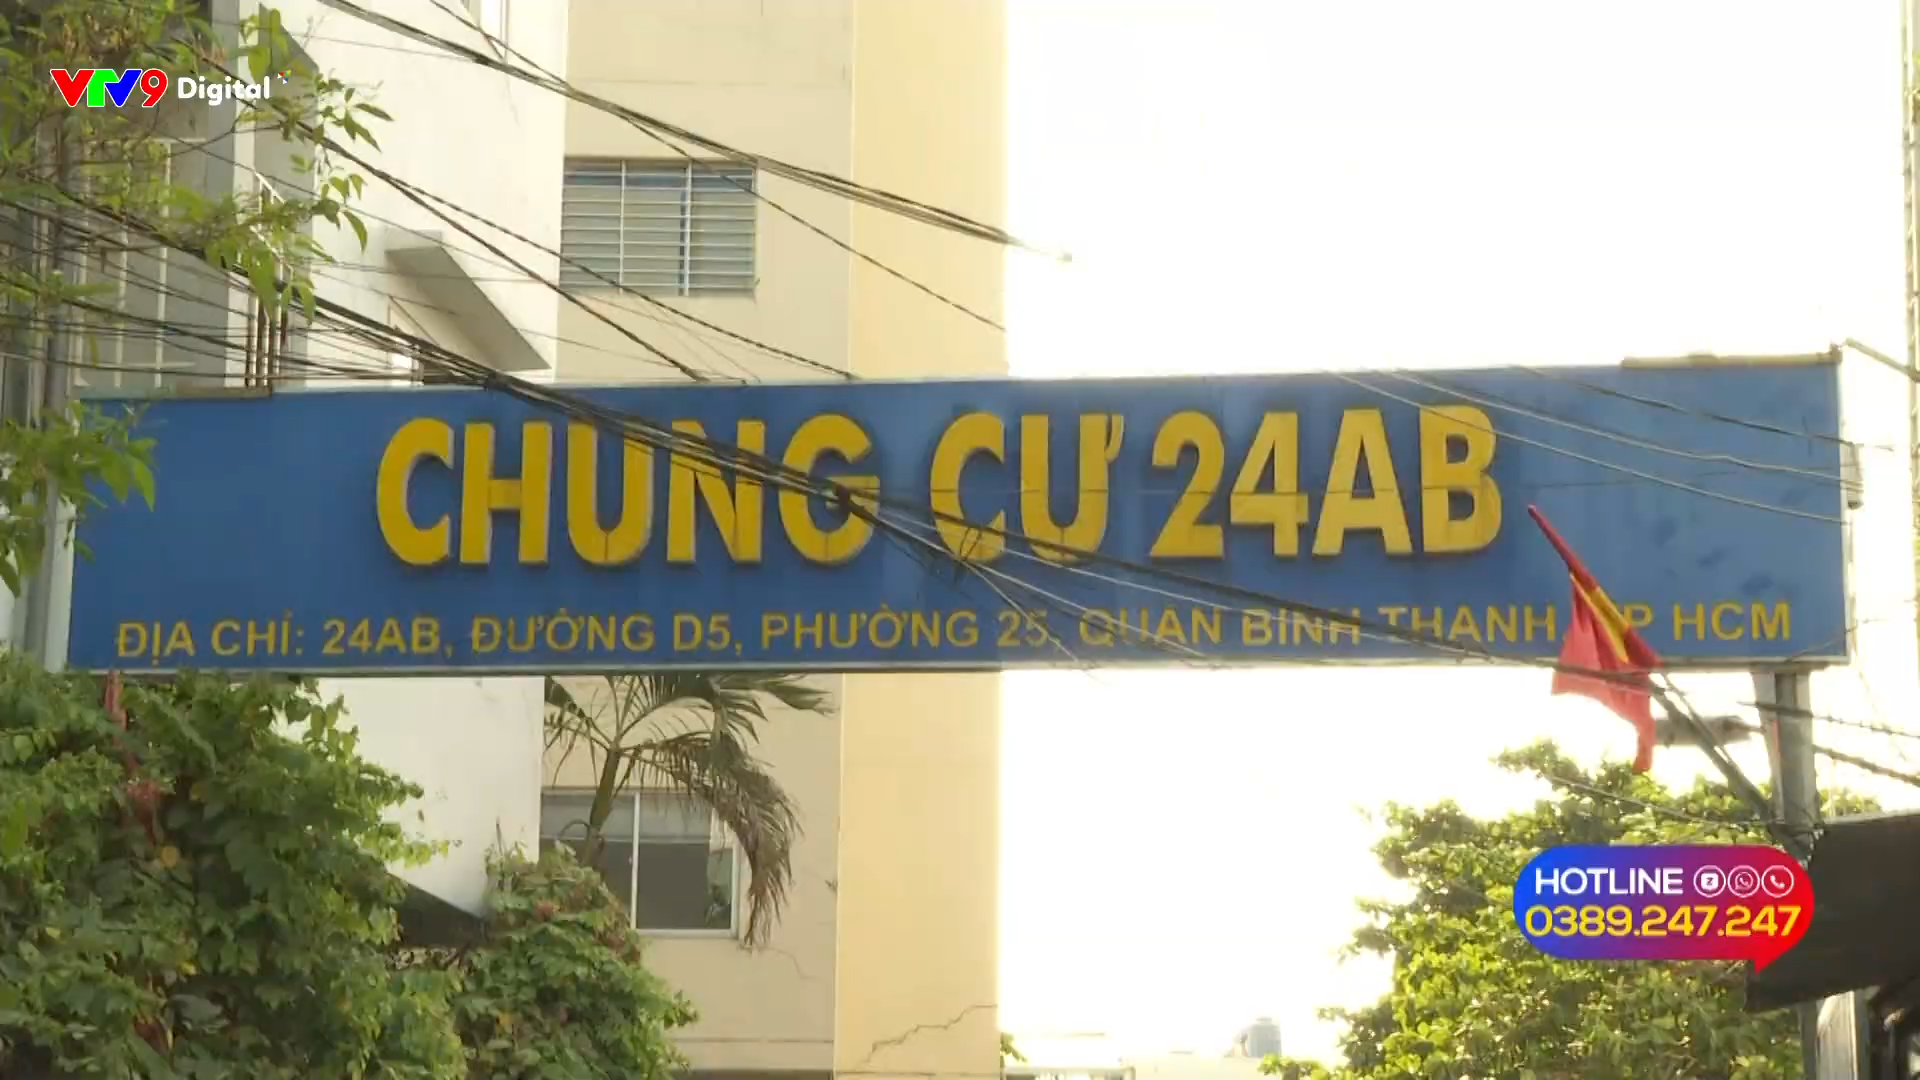 VTV9 Digital
CHUNG CƯ 24AB
ĐỊA CHỈ: 24AB, ĐƯỜNG D5, PHƯỜNG 25, QUẬN BÌNH THẠNH TP HCM
HOTLINE
0389.247.247